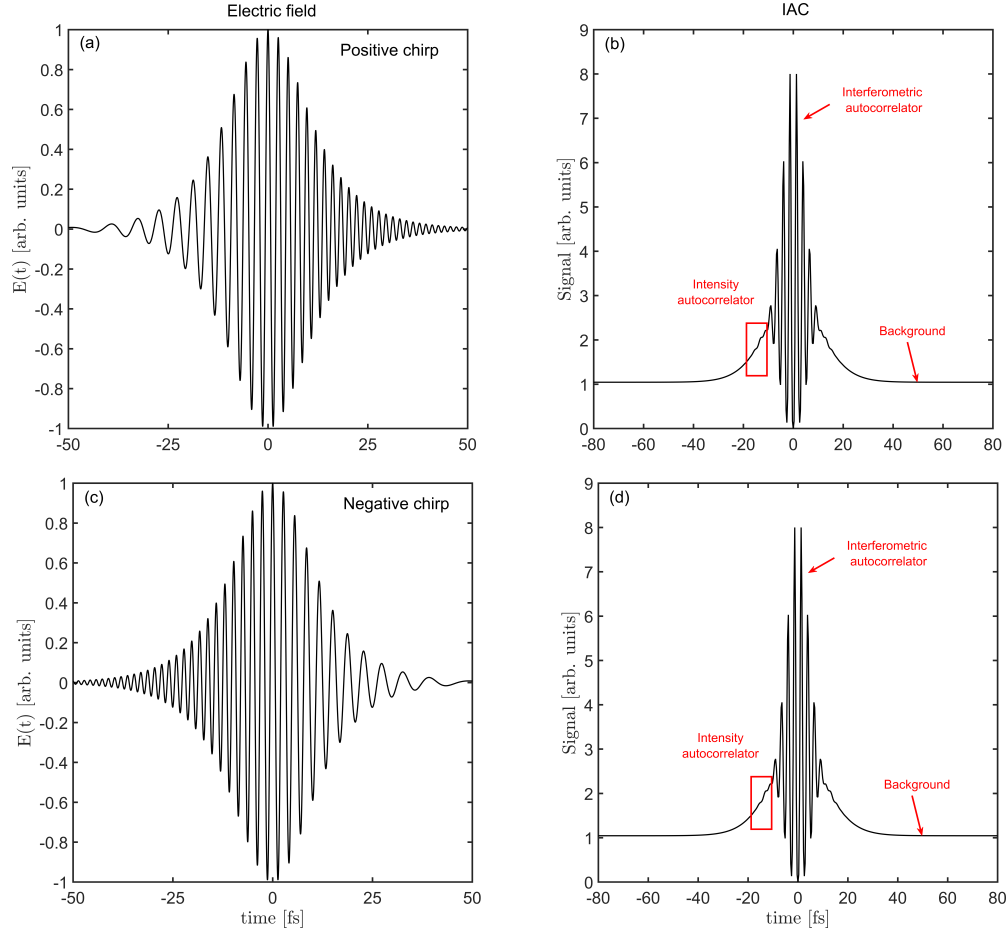 Electric field
IAC
(a)
Positive chirp
E(t) [arb. units]
1
0.8
0.6
0.4
0.2
0
-0.2
-0.4
-0.6
-0.8
-1
-50
-25
0
25
50
(b)
Interferometric
autocorrelator
Intensity
autocorrelator
Background
Signal [arb. units]
9
8
7
6
5
4
3
2
1
0
-80
-60
-40
-20
0
20
40
60
80
(c)
Negative chirp
E(t) [arb. units]
1
0.8
0.6
0.4
0.2
0
-0.2
-0.4
-0.6
-0.8
-1
-50
-25
0
25
50
time [fs]
(d)
Interferometric
autocorrelator
Intensity
autocorrelator
Background
Signal [arb. units]
9
8
7
6
5
4
3
2
1
0
-80
-60
-40
-20
0
20
40
60
80
time [fs]